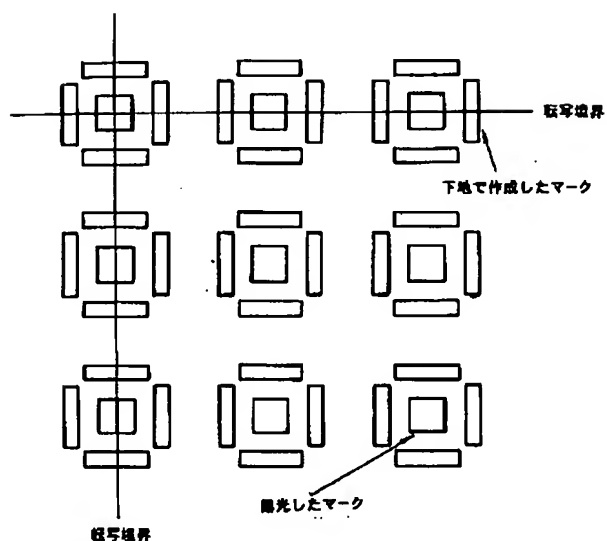 転写境界
下地で作成したマーク
露光したマーク
転写境界